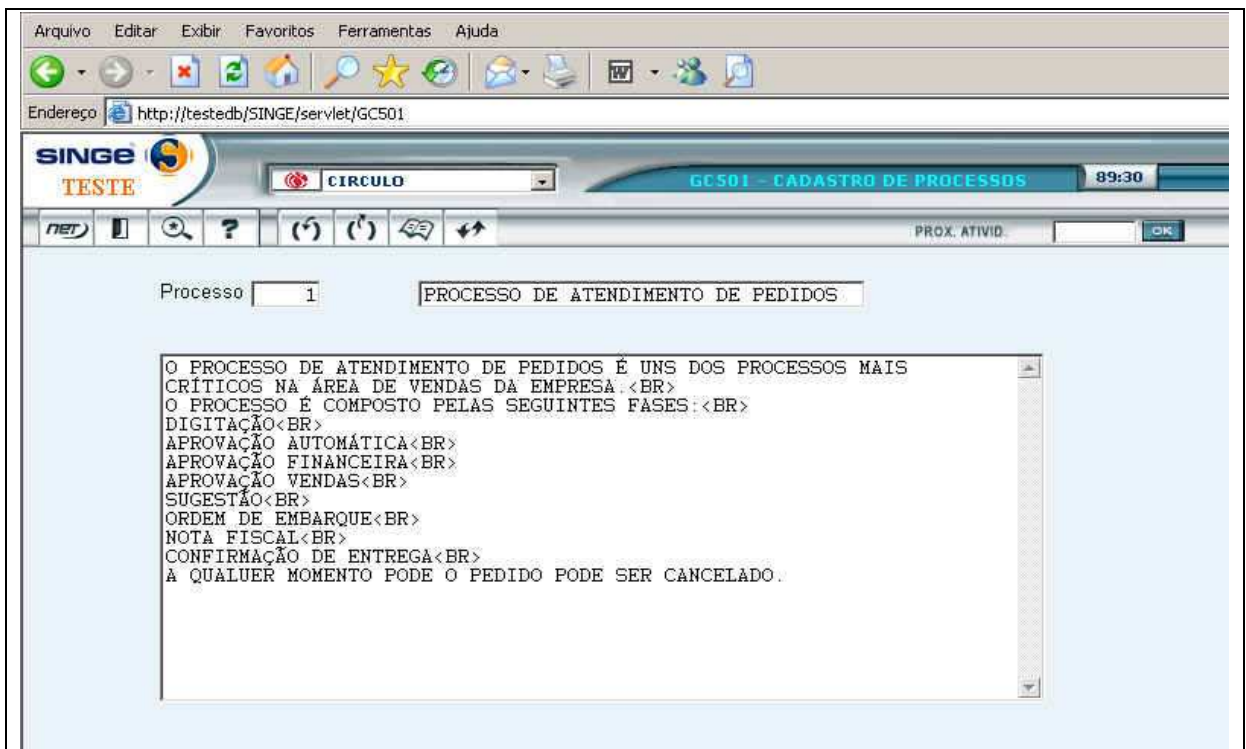 Arquivo Editar Exibir Favoritos Ferramentas Ajuda
Endereço http://testedb/SINGE/servlet/GC501
SINGE S
TESTE
CIRCULO
GC501 - CADASTRO DE PROCESSOS
89:30
net) ?
PROX. ATIVID.
OK
Processo 1 PROCESSO DE ATENDIMENTO DE PEDIDOS
O PROCESSO DE ATENDIMENTO DE PEDIDOS É UNS DOS PROCESSOS MAIS
CRÍTICOS NA ÁREA DE VENDAS DA EMPRESA.<BR>
O PROCESSO É COMPOSTO PELAS SEGUINTES FASES:<BR>
DIGITAÇÃO<BR>
APROVAÇÃO AUTOMÁTICA<BR>
APROVAÇÃO FINANCEIRA<BR>
APROVAÇÃO VENDAS<BR>
SUGESTÃO<BR>
ORDEM DE EMBARQUE<BR>
NOTA FISCAL<BR>
CONFIRMAÇÃO DE ENTREGA<BR>
A QUALUER MOMENTO PODE O PEDIDO PODE SER CANCELADO.